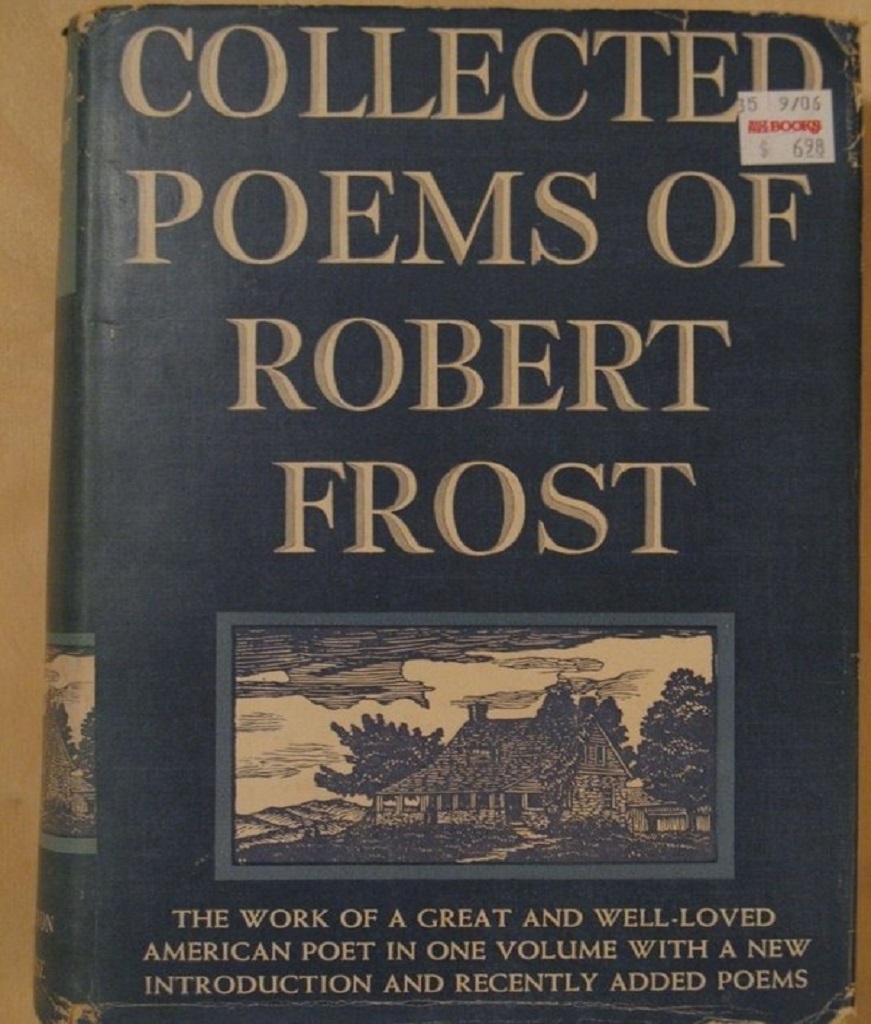 COLLECTED
POEMS OF
ROBERT
FROST
35 9/06
BOOKS
$ 698
THE WORK OF A GREAT AND WELL-LOVED
AMERICAN POET IN ONE VOLUME WITH A NEW
INTRODUCTION AND RECENTLY ADDED POEMS